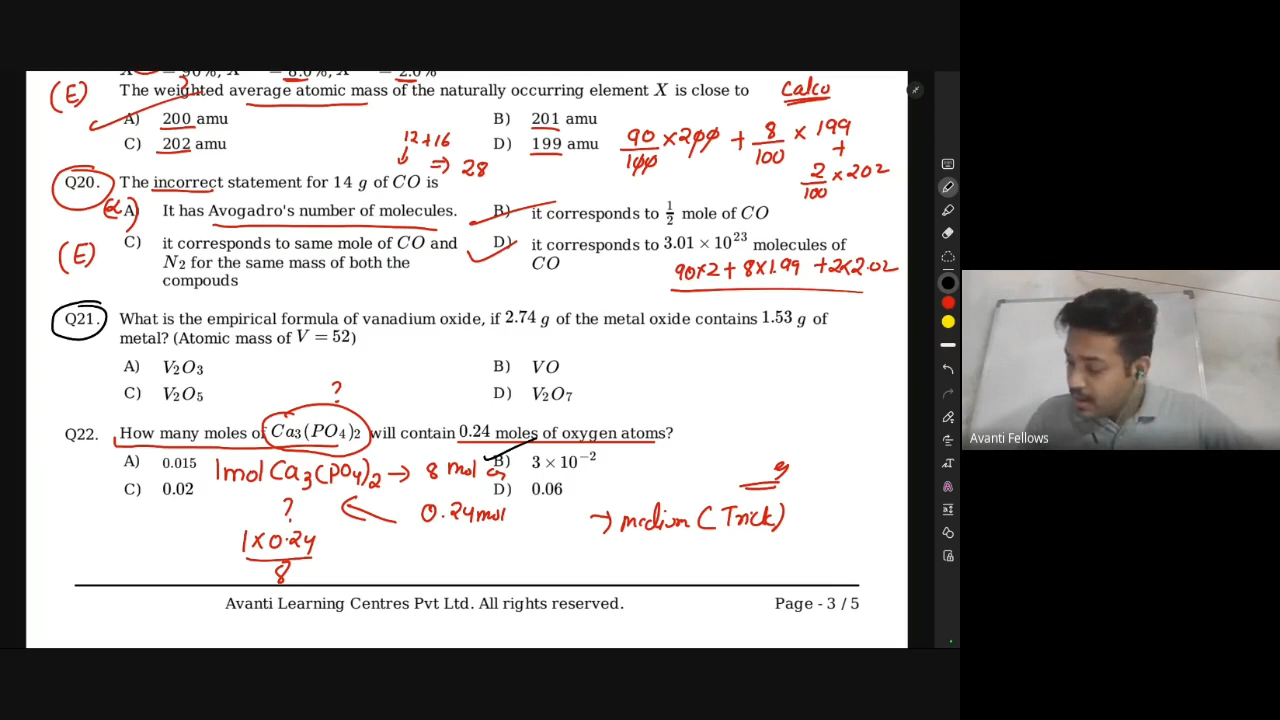 The weighted average atomic mass of the naturally occurring element X is close to
(E)
Calcu
A) 200 amu
B) 201 amu
C) 202 amu
D) 199 amu
12+16
⇒ 28
90/100 × 200 + 8/100 × 199
+
2/100 × 202
Q20. The incorrect statement for 14 g of CO is
A) It has Avogadro's number of molecules.
B) it corresponds to 1/2 mole of CO
(E)
C) it corresponds to same mole of CO and
N2 for the same mass of both the
compouds
D) it corresponds to 3.01 × 10^23 molecules of
CO
90×2 + 8×1.99 + 2×2.02
Q21. What is the empirical formula of vanadium oxide, if 2.74 g of the metal oxide contains 1.53 g of
metal? (Atomic mass of V = 52)
A) V2O3
B) VO
C) V2O5
D) V2O7
?
Q22. How many moles of Ca3(PO4)2 will contain 0.24 moles of oxygen atoms?
A) 0.015
B) 3 × 10^−2
C) 0.02
D) 0.06
1mol Ca3(PO4)2 → 8 mol
?
0.24mol
1×0.24
8
→ medium (Trick)
Avanti Learning Centres Pvt Ltd. All rights reserved.
Page - 3 / 5
Avanti Fellows